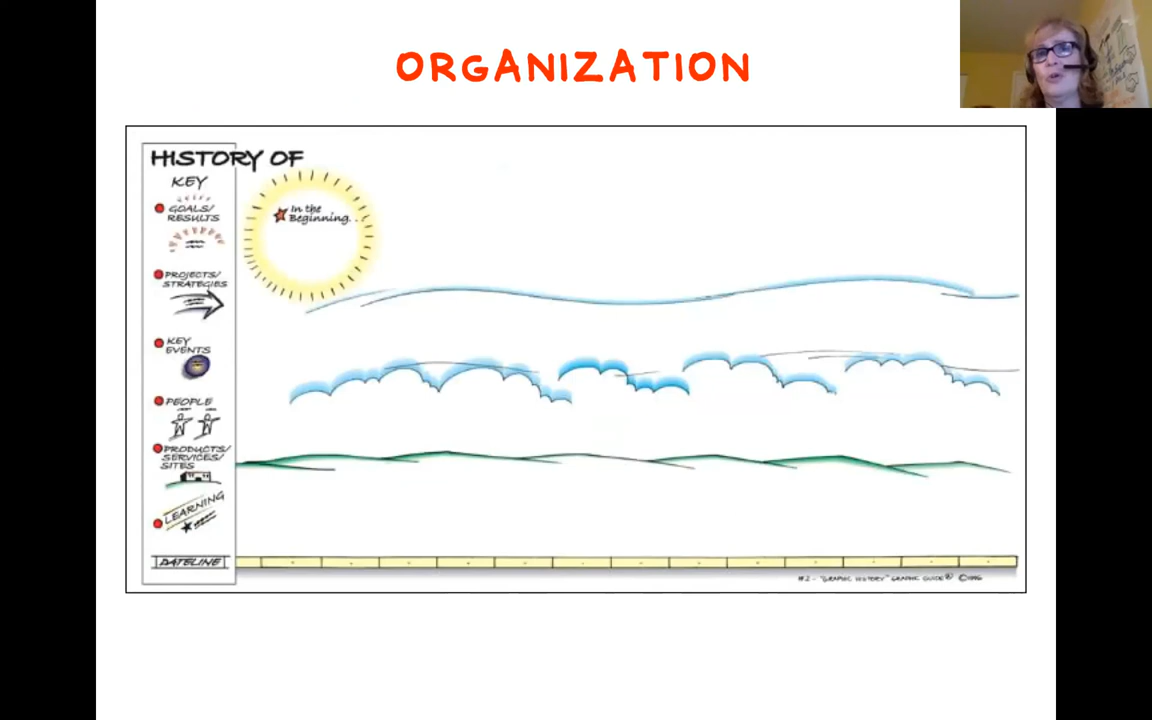 ORGANIZATION
HISTORY OF
KEY
In the
Beginning. . .
GOALS/
RESULTS
PROJECTS/
STRATEGIES
KEY
EVENTS
PEOPLE
PRODUCTS/
SERVICES/
SITES
LEARNING
DATELINE
#2 - "GRAPHIC HISTORY" GRAPHIC GUIDE® ©1996